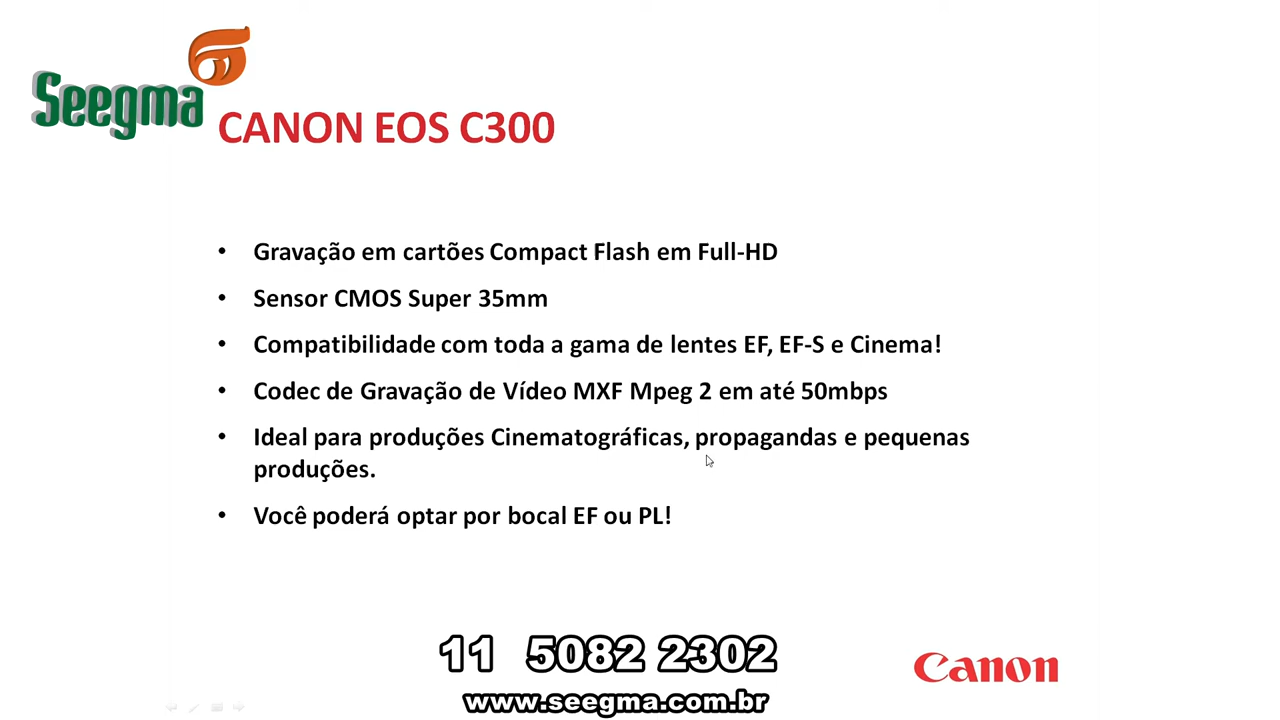 Seegma
CANON EOS C300
• Gravação em cartões Compact Flash em Full-HD
• Sensor CMOS Super 35mm
• Compatibilidade com toda a gama de lentes EF, EF-S e Cinema!
• Codec de Gravação de Vídeo MXF Mpeg 2 em até 50mbps
• Ideal para produções Cinematográficas, propagandas e pequenas
produções.
• Você poderá optar por bocal EF ou PL!
11 5082 2302
Canon
www.seegma.com.br